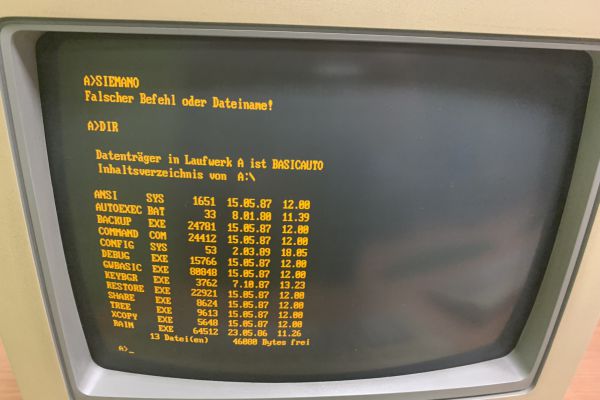 A>SIEMANO
Falscher Befehl oder Dateiname!
A>DIR
Datenträger in Laufwerk A ist BASICAUTO
Inhaltsverzeichnis von A:\
ANSI SYS 1651 15.05.87 12.00
AUTOEXEC BAT 33 8.01.80 11.39
BACKUP EXE 24781 15.05.87 12.00
COMMAND COM 24412 15.05.87 12.00
CONFIG SYS 53 2.03.89 18.05
DEBUG EXE 15766 15.05.87 12.00
GWBASIC EXE 80848 15.05.87 12.00
KEYBGR EXE 3762 7.10.87 13.23
RESTORE EXE 22921 15.05.87 12.00
SHARE EXE 8624 15.05.87 12.00
TREE EXE 9613 15.05.87 12.00
XCOPY EXE 5648 15.05.87 12.00
RAIM EXE 64512 23.05.86 11.26
13 Datei(en) 46080 Bytes frei
A>_